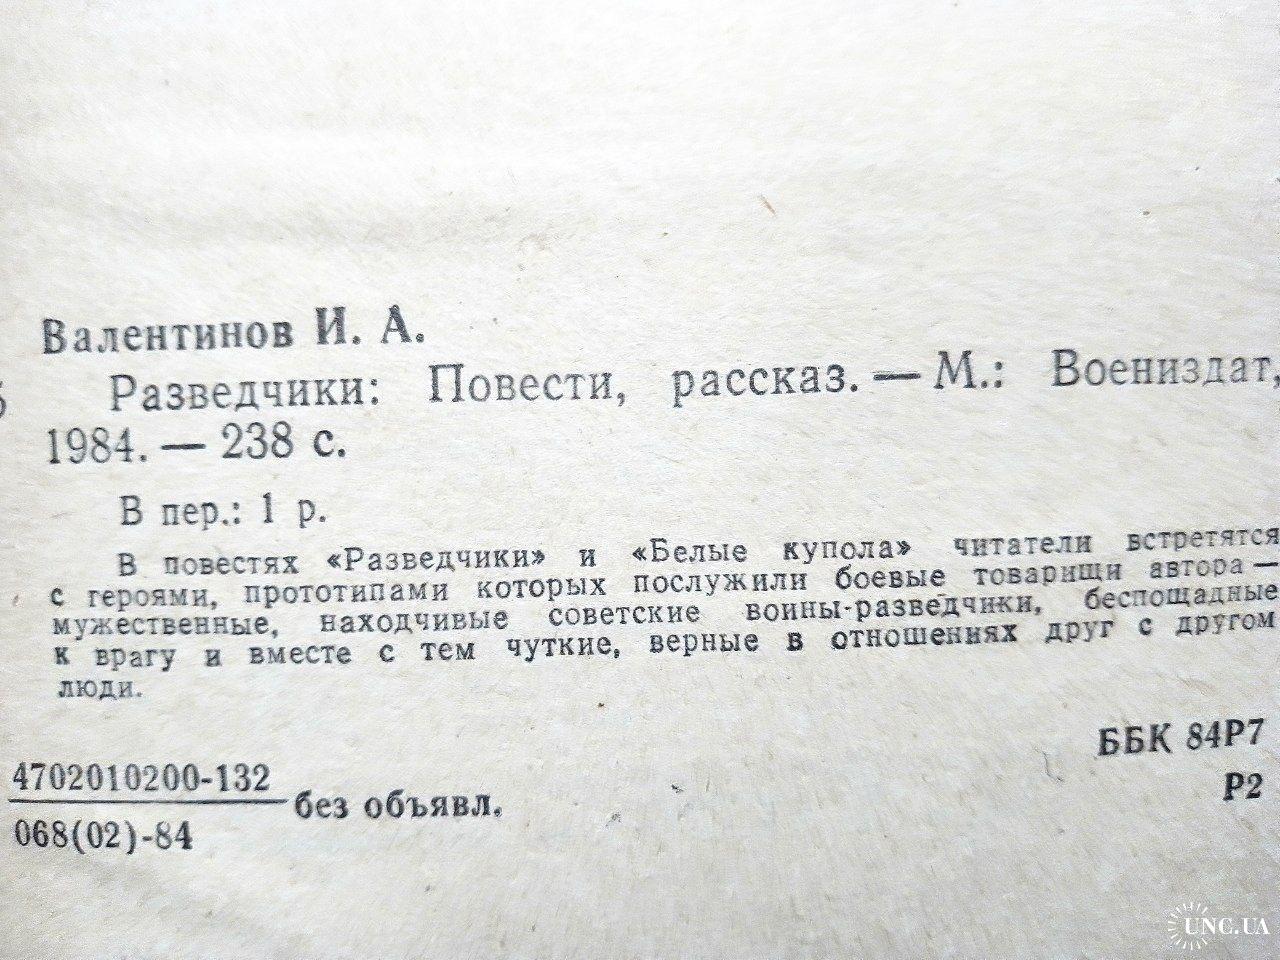 Валентинов И. А.
Разведчики: Повести, рассказ. — М.: Воениздат,
1984. — 238 с.
В пер.: 1 р.
В повестях «Разведчики» и «Белые купола» читатели встретятся
с героями, прототипами которых послужили боевые товарищи автора —
мужественные, находчивые советские воины-разведчики, беспощадные
к врагу и вместе с тем чуткие, верные в отношениях друг с другом
люди.
ББК 84Р7
Р2
4702010200-132
068(02)-84
без объявл.
UNC.UA